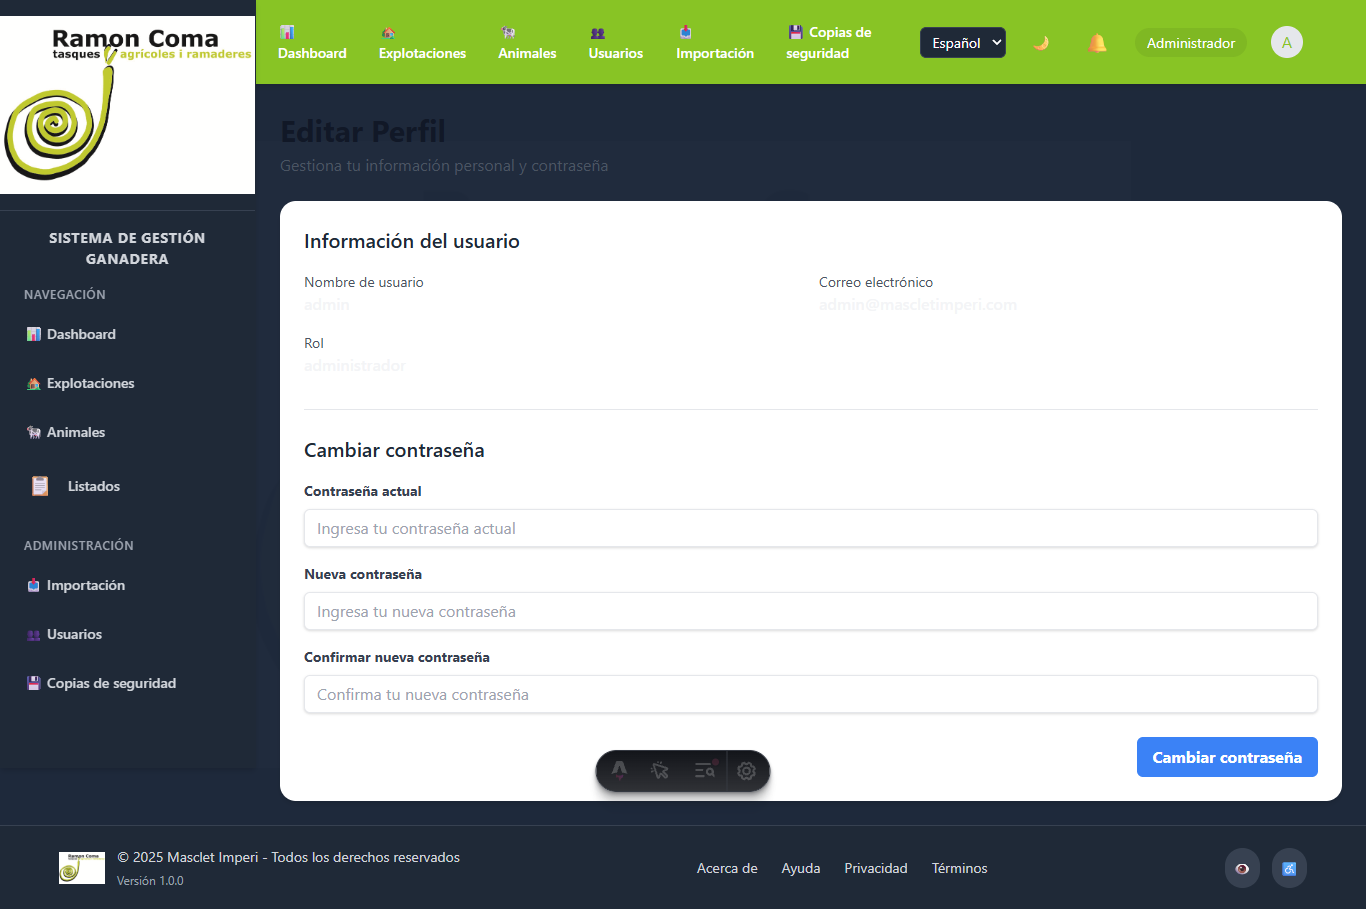 Ramon Coma
tasques agrícoles i ramaderes
Dashboard
Explotaciones
Animales
Usuarios
Importación
Copias de
seguridad
Español
Administrador
A
SISTEMA DE GESTIÓN
GANADERA
NAVEGACIÓN
Dashboard
Explotaciones
Animales
Listados
ADMINISTRACIÓN
Importación
Usuarios
Copias de seguridad
Editar Perfil
Gestiona tu información personal y contraseña
Información del usuario
Nombre de usuario
admin
Correo electrónico
admin@mascletimperi.com
Rol
administrador
Cambiar contraseña
Contraseña actual
Ingresa tu contraseña actual
Nueva contraseña
Ingresa tu nueva contraseña
Confirmar nueva contraseña
Confirma tu nueva contraseña
Cambiar contraseña
Ramon Coma
© 2025 Masclet Imperi - Todos los derechos reservados
Versión 1.0.0
Acerca de
Ayuda
Privacidad
Términos